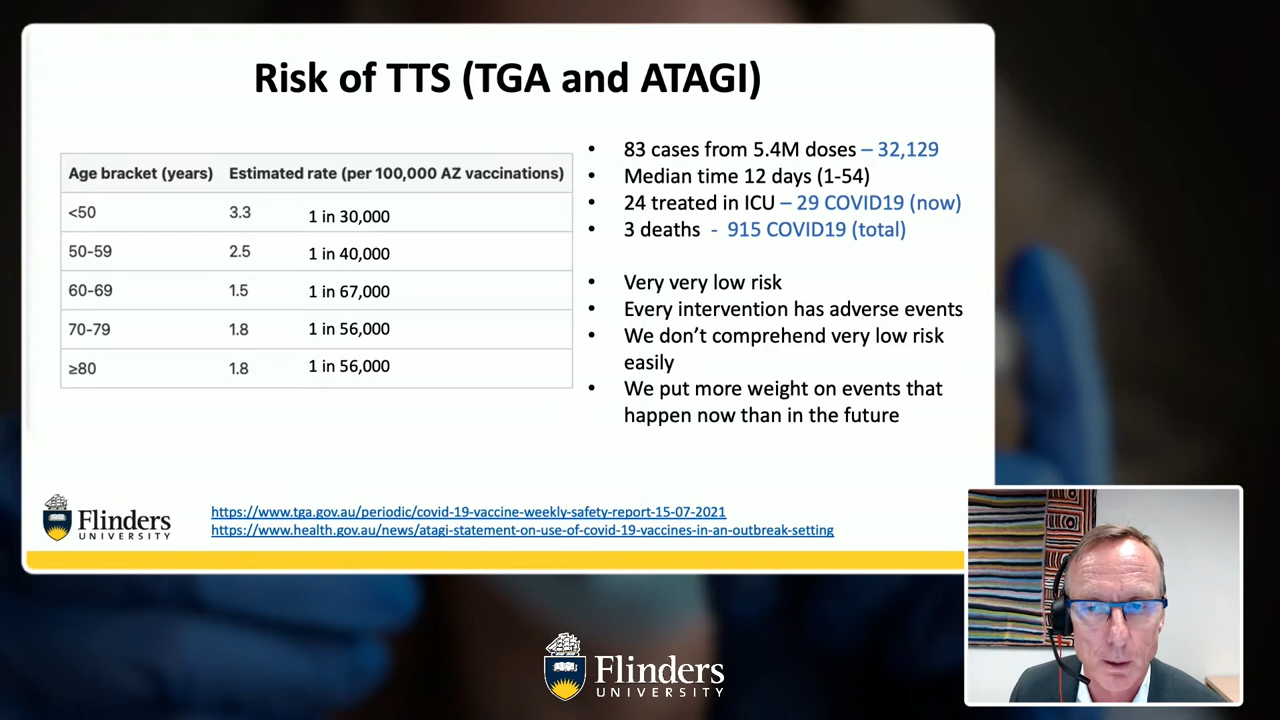 Risk of TTS (TGA and ATAGI)
Age bracket (years) Estimated rate (per 100,000 AZ vaccinations)
<50 3.3 1 in 30,000
50-59 2.5 1 in 40,000
60-69 1.5 1 in 67,000
70-79 1.8 1 in 56,000
≥80 1.8 1 in 56,000
• 83 cases from 5.4M doses – 32,129
• Median time 12 days (1-54)
• 24 treated in ICU – 29 COVID19 (now)
• 3 deaths - 915 COVID19 (total)
• Very very low risk
• Every intervention has adverse events
• We don’t comprehend very low risk
easily
• We put more weight on events that
happen now than in the future
Flinders
UNIVERSITY
https://www.tga.gov.au/periodic/covid-19-vaccine-weekly-safety-report-15-07-2021
https://www.health.gov.au/news/atagi-statement-on-use-of-covid-19-vaccines-in-an-outbreak-setting
Flinders
UNIVERSITY